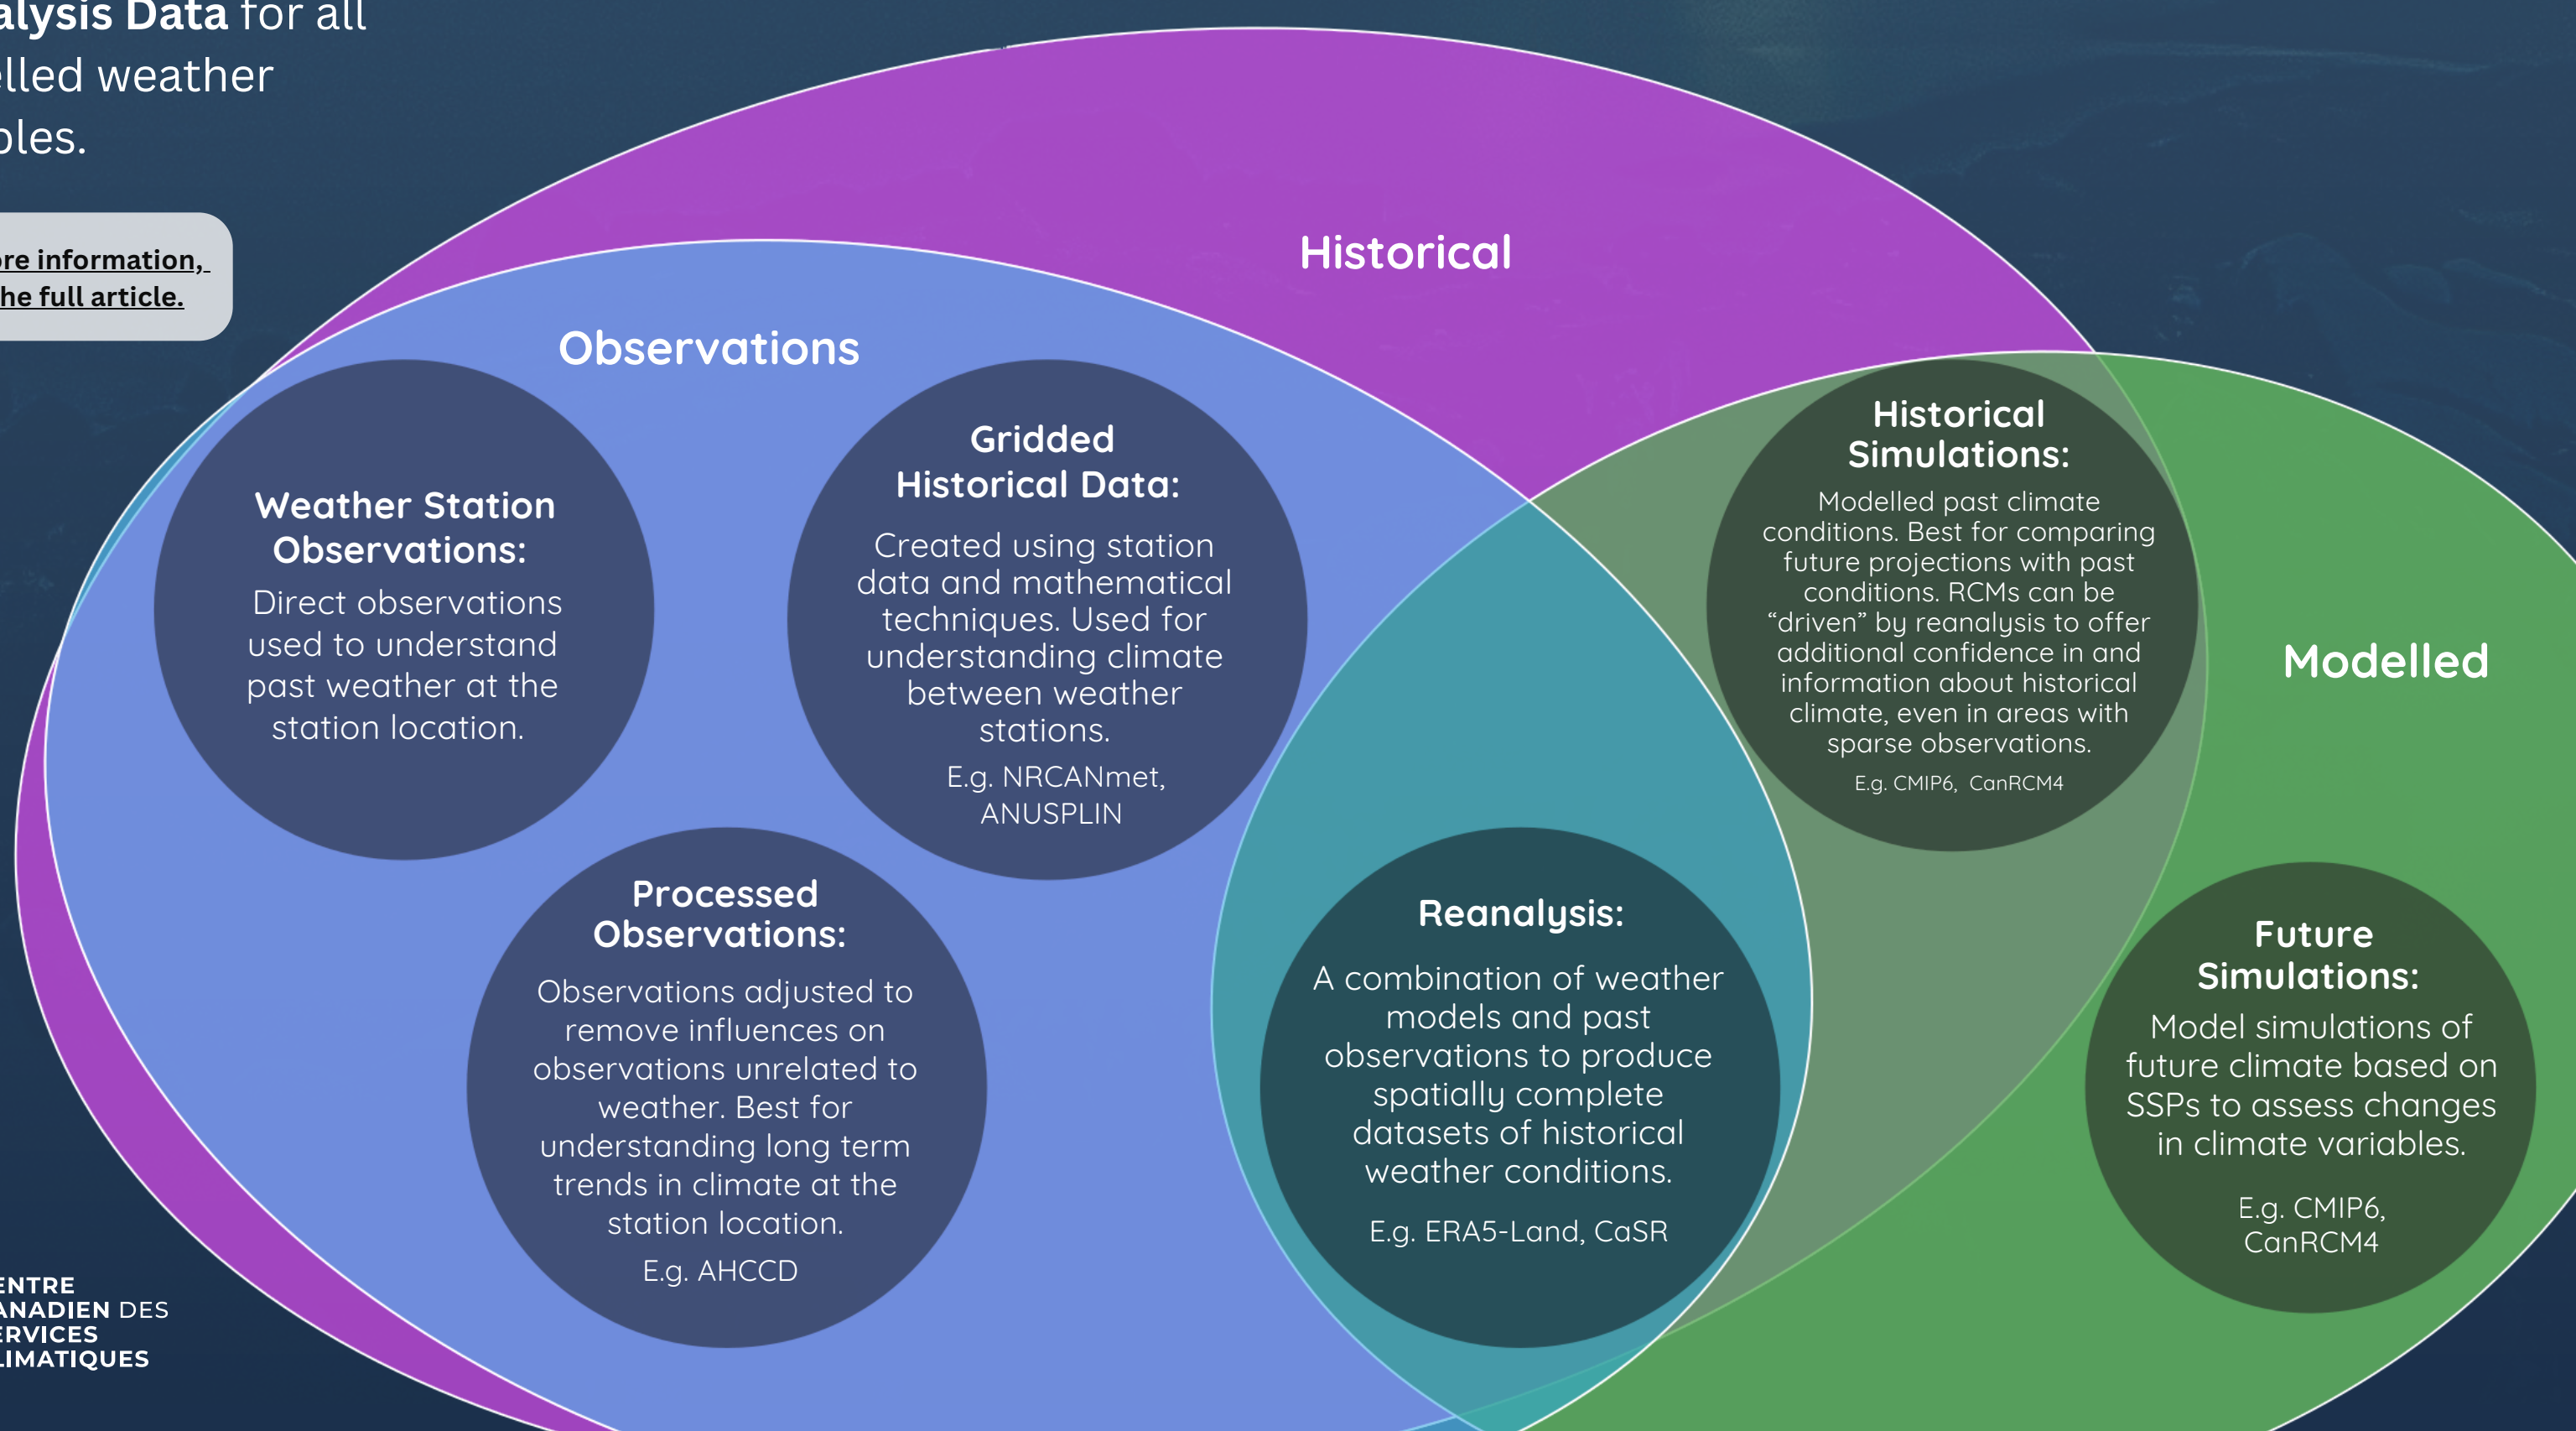 alysis Data for all
elled weather
bles.
ore information,
he full article.
Historical
Observations
Weather Station
Observations:
Direct observations
used to understand
past weather at the
station location.
Gridded
Historical Data:
Created using station
data and mathematical
techniques. Used for
understanding climate
between weather
stations.
E.g. NRCANmet,
ANUSPLIN
Processed
Observations:
Observations adjusted to
remove influences on
observations unrelated to
weather. Best for
understanding long term
trends in climate at the
station location.
E.g. AHCCD
Reanalysis:
A combination of weather
models and past
observations to produce
spatially complete
datasets of historical
weather conditions.
E.g. ERA5-Land, CaSR
Historical
Simulations:
Modelled past climate
conditions. Best for comparing
future projections with past
conditions. RCMs can be
“driven” by reanalysis to offer
additional confidence in and
information about historical
climate, even in areas with
sparse observations.
E.g. CMIP6, CanRCM4
Modelled
Future
Simulations:
Model simulations of
future climate based on
SSPs to assess changes
in climate variables.
E.g. CMIP6,
CanRCM4
ENTRE
ANADIEN DES
ERVICES
LIMATIQUES